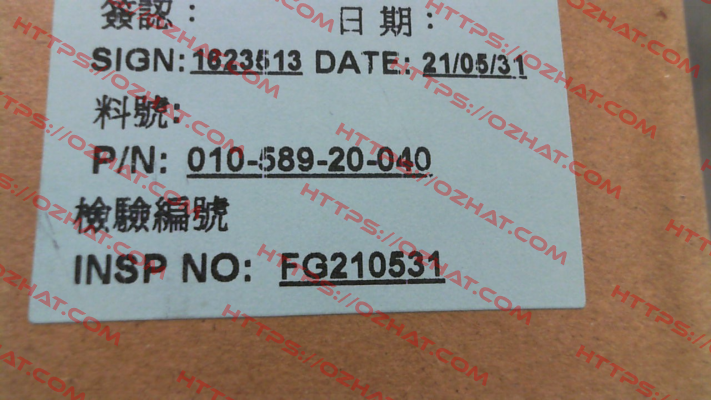 簽認： 日期：
SIGN: 1623513 DATE: 21/05/31
料號:
P/N: 010-589-20-040
檢驗編號
INSP NO: FG210531
HTTPS://OZHAT.COM